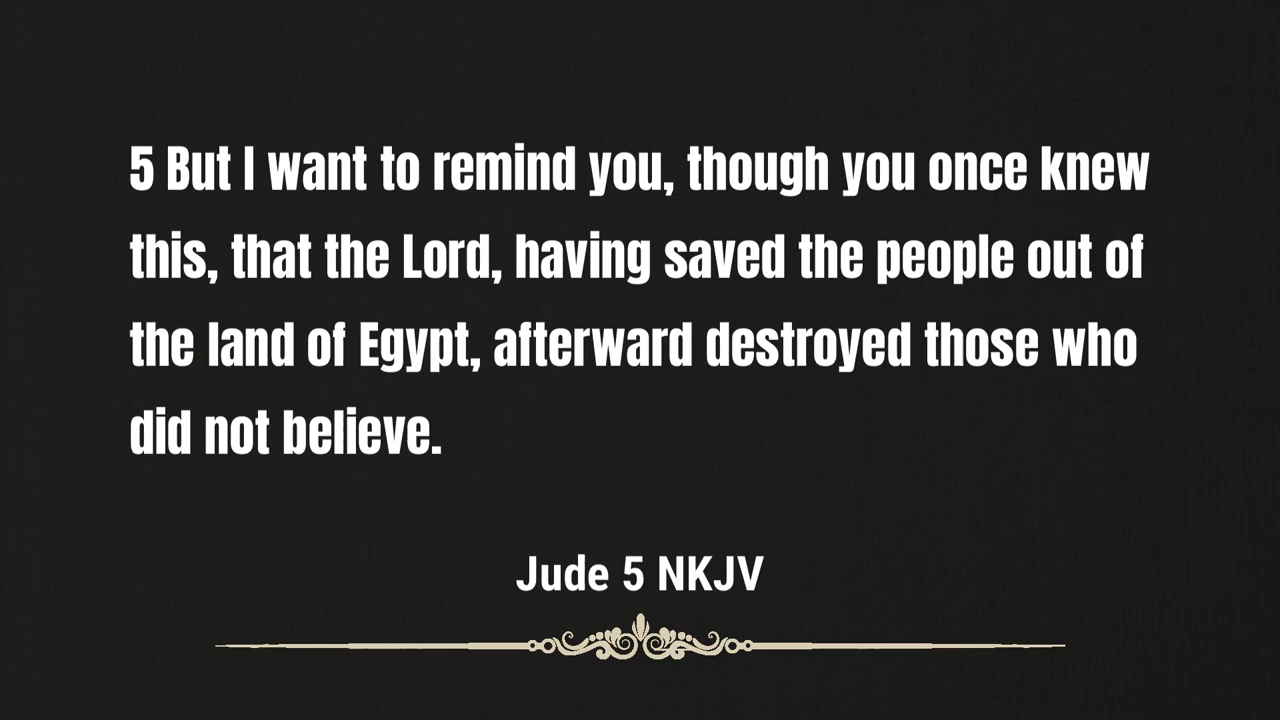 5 But I want to remind you, though you once knew
this, that the Lord, having saved the people out of
the land of Egypt, afterward destroyed those who
did not believe.
Jude 5 NKJV